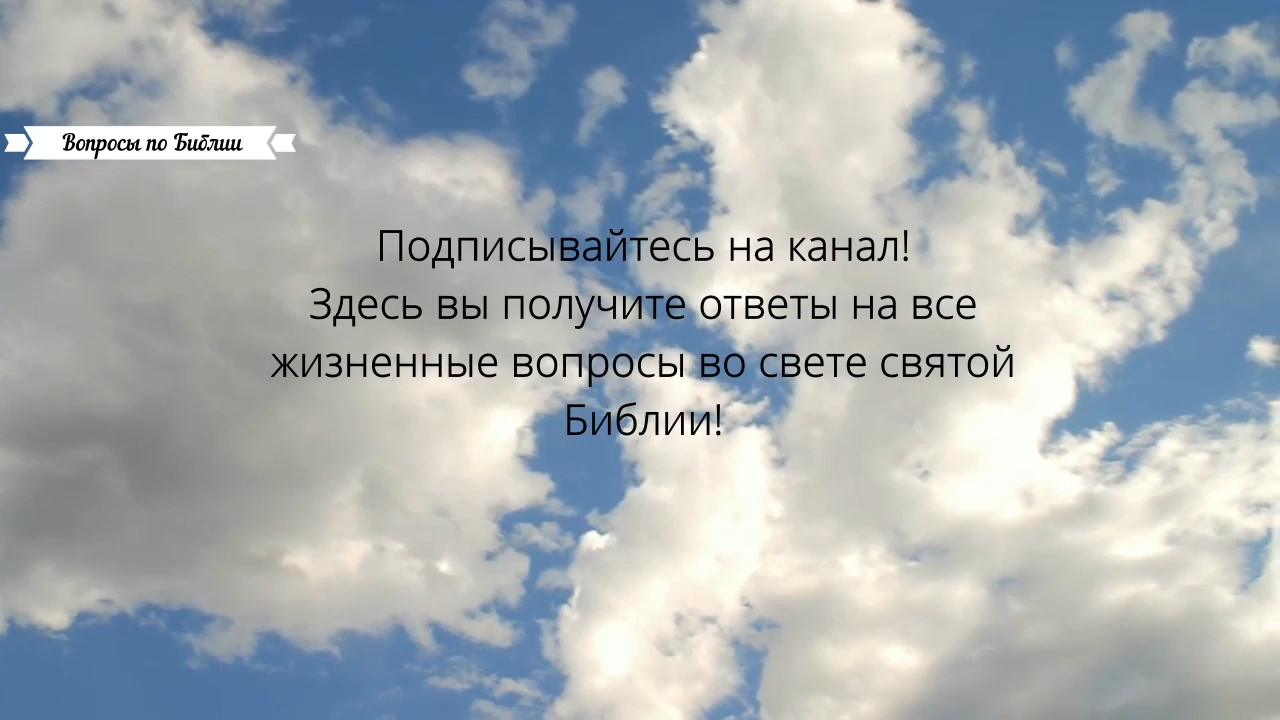 Вопросы по Библии
Подписывайтесь на канал!
Здесь вы получите ответы на все
жизненные вопросы во свете святой
Библии!